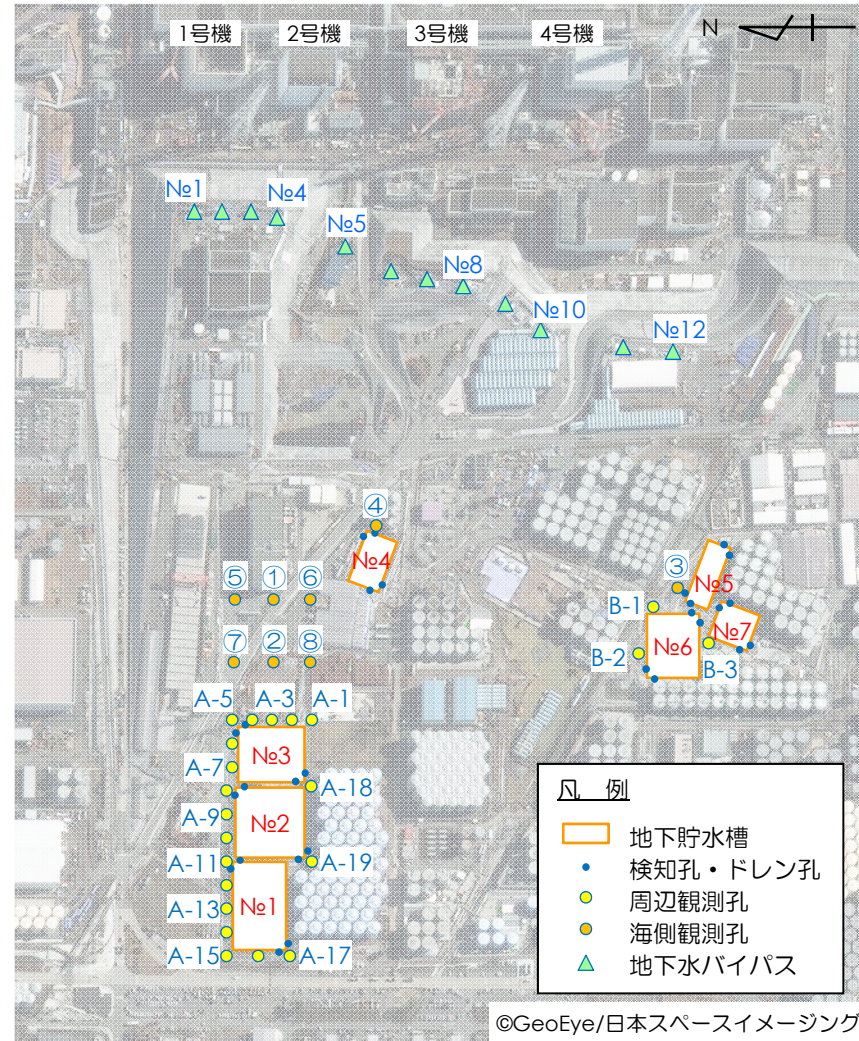 1号機 2号機 3号機 4号機 N
№1 №4
№5
№8
№10
№12
④
№4
⑤ ① ⑥
③
№5
B-1
№7
⑦ ② ⑧
B-2 №6 B-3
A-5 A-3 A-1
№3
A-7
A-18
A-9 №2
A-11 A-19
A-13 №1
A-15 A-17
凡 例
地下貯水槽
検知孔・ドレン孔
周辺観測孔
海側観測孔
地下水バイパス
©GeoEye/日本スペースイメージング